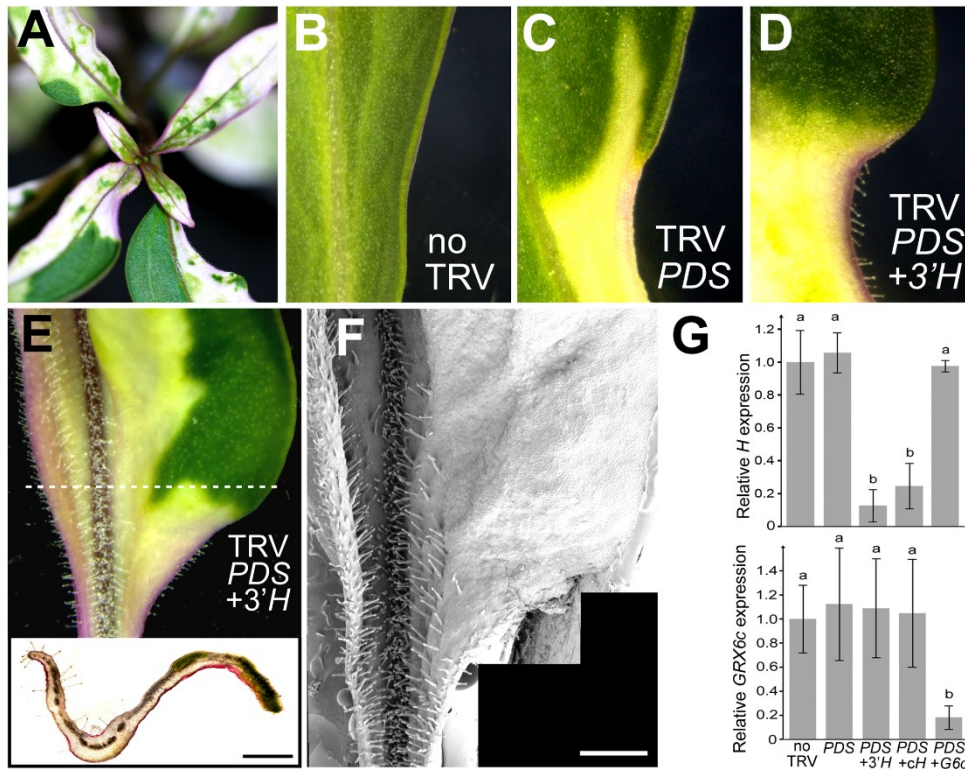 A
B
C
D
no
TRV
TRV
PDS
TRV
PDS
+3'H
E
TRV
PDS
+3'H
F
G
Relative H expression
1.2
1.0
0.8
0.6
0.4
0.2
0
a
a
b
b
a
Relative GRX6c expression
1.4
1.2
1.0
0.8
0.6
0.4
0.2
0
a
a
a
a
b
no
TRV
PDS
PDS
+3'H
PDS
+cH
PDS
+G6c